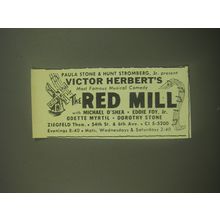 PAULA STONE & HUNT STROMBERG, Jr. present
VICTOR HERBERT'S
Most Famous Musical Comedy
The RED MILL
with MICHAEL O'SHEA • EDDIE FOY, Jr.
ODETTE MYRTIL • DOROTHY STONE
ZIEGFELD Thea. • 54th St. & 6th Ave. • CI 5-5200
Evenings 8:40 • Mats. Wednesdays & Saturdays 2:40